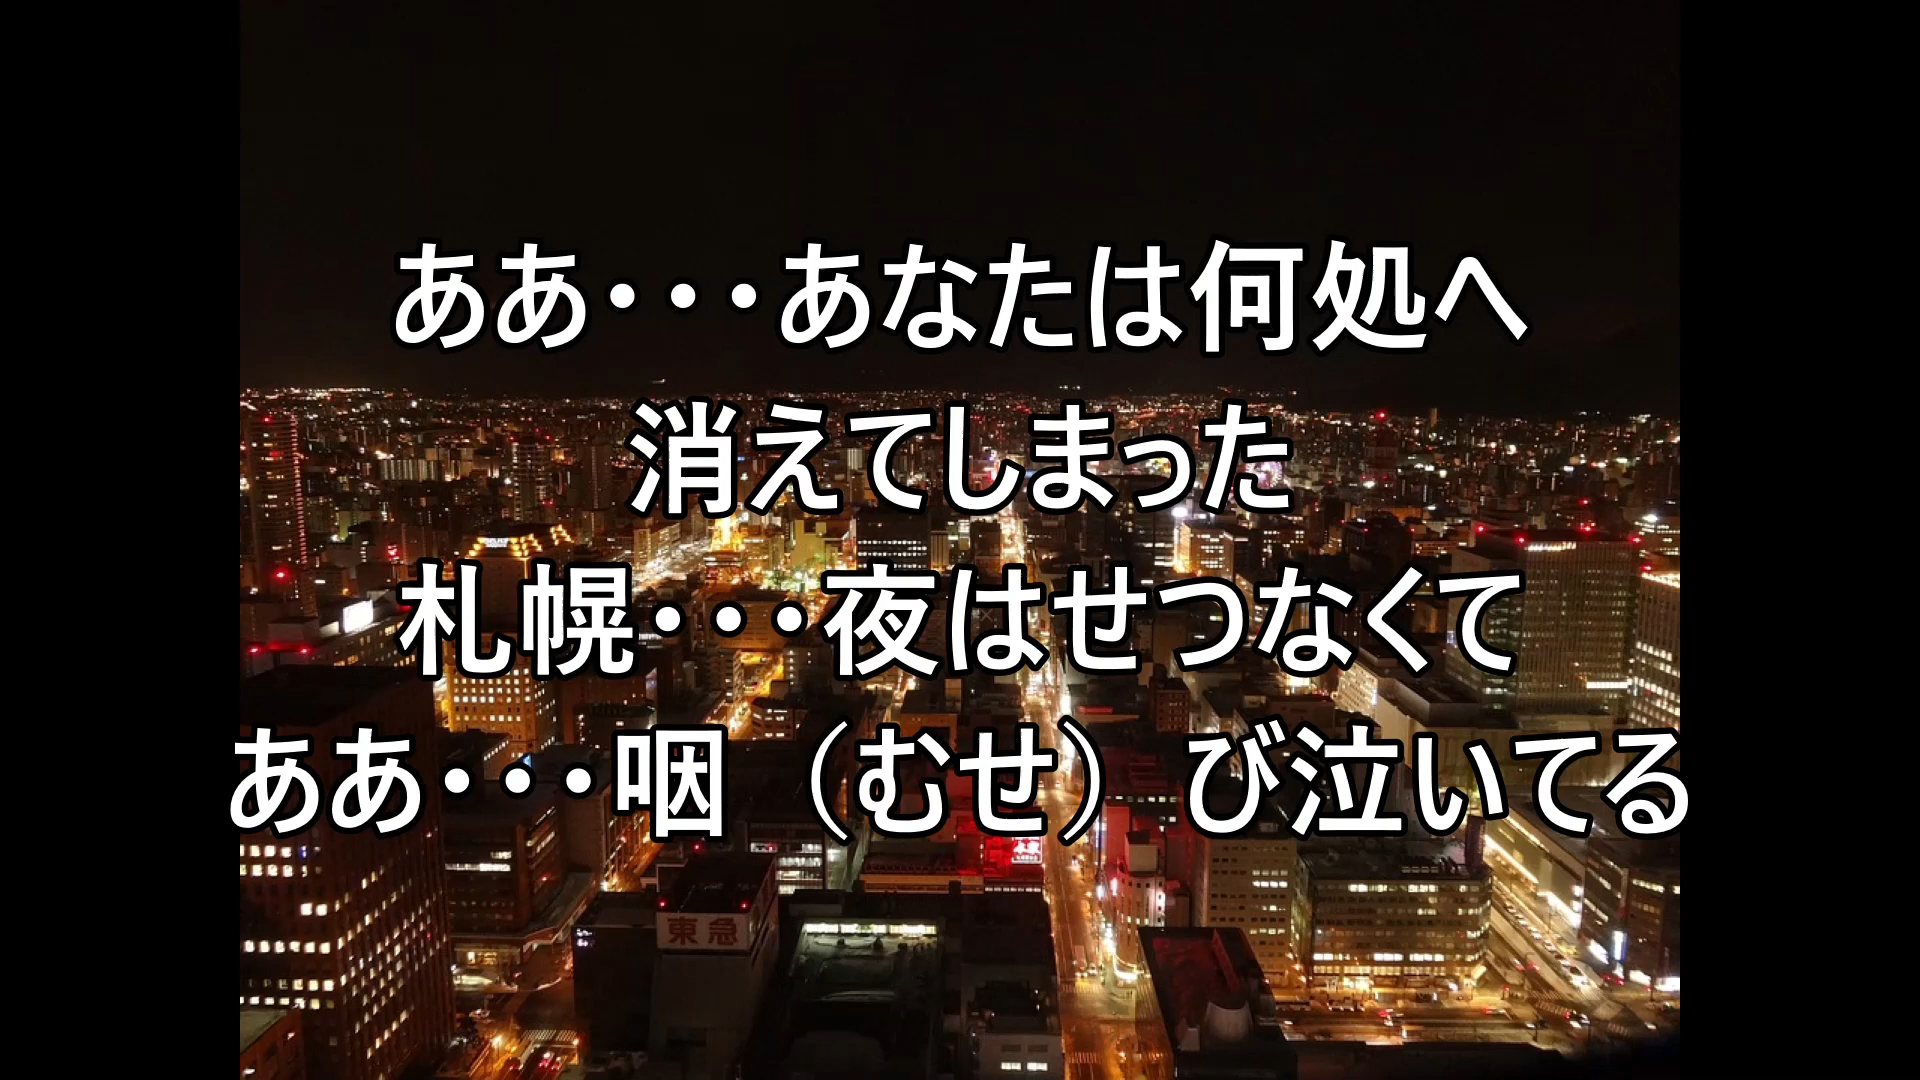 ああ･･･あなたは何処へ
消えてしまった
札幌･･･夜はせつなくて
ああ･･･咽（むせ）び泣いてる
東急